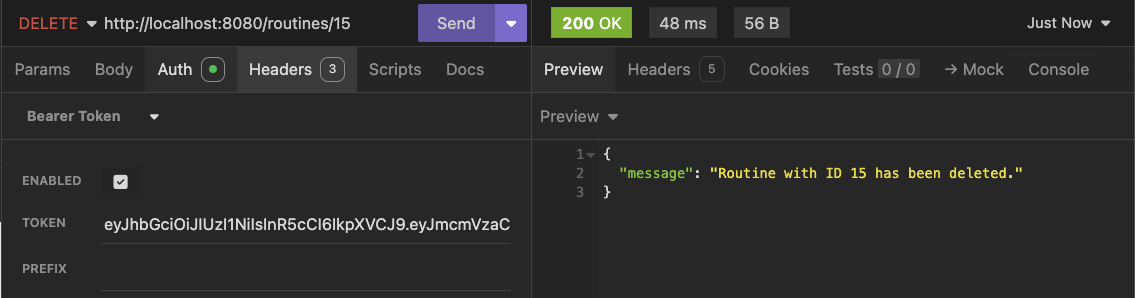 DELETE http://localhost:8080/routines/15 Send
200 OK 48 ms 56 B Just Now
Params Body Auth Headers 3 Scripts Docs
Preview Headers 5 Cookies Tests 0 / 0 → Mock Console
Bearer Token
Preview
ENABLED
TOKEN eyJhbGciOiJIUzI1NiIsInR5cCI6IkpXVCJ9.eyJmcmVzaC
PREFIX
1 {
2 "message": "Routine with ID 15 has been deleted."
3 }